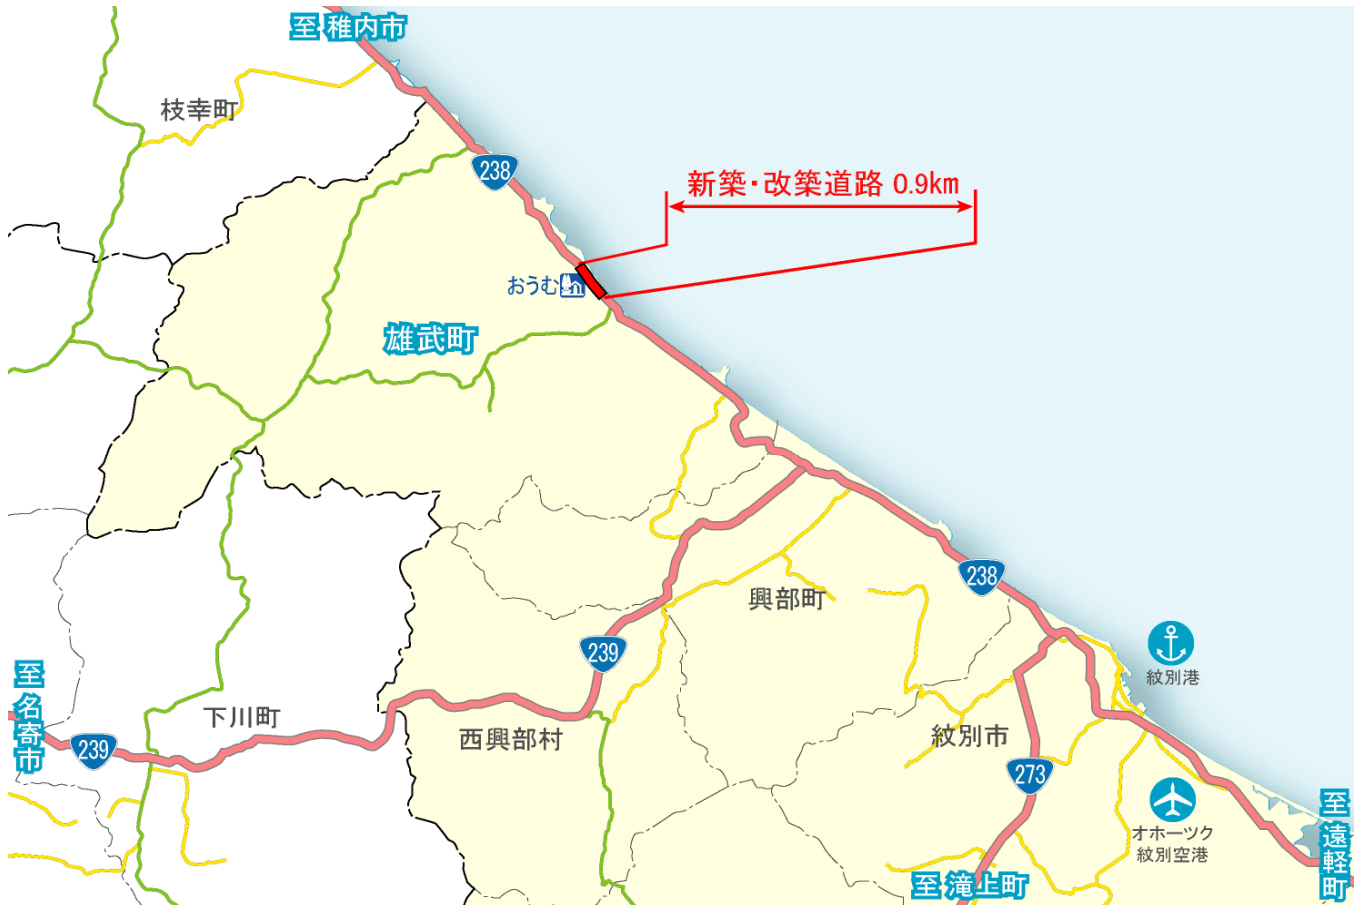 至 稚内市
枝幸町
238
新築・改築道路 0.9km
おうむ
雄武町
238
興部町
239
紋別港
至名寄市
下川町
西興部村
紋別市
239
273
オホーツク
紋別空港
至遠軽町
至 滝上町